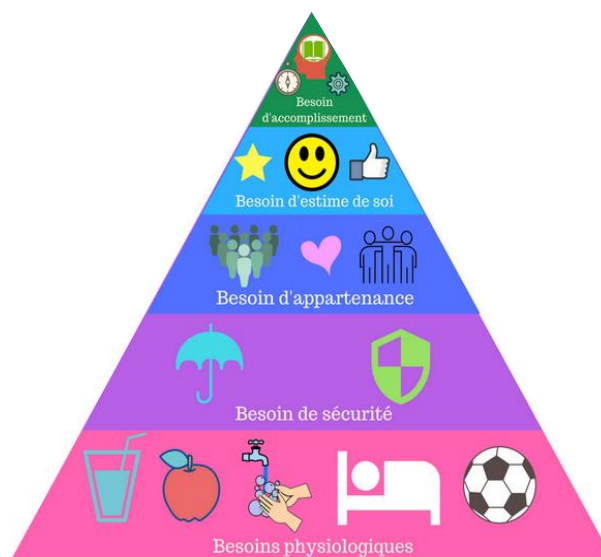 Besoin
d'accomplissement
Besoin d'estime de soi
Besoin d'appartenance
Besoin de sécurité
Besoins physiologiques